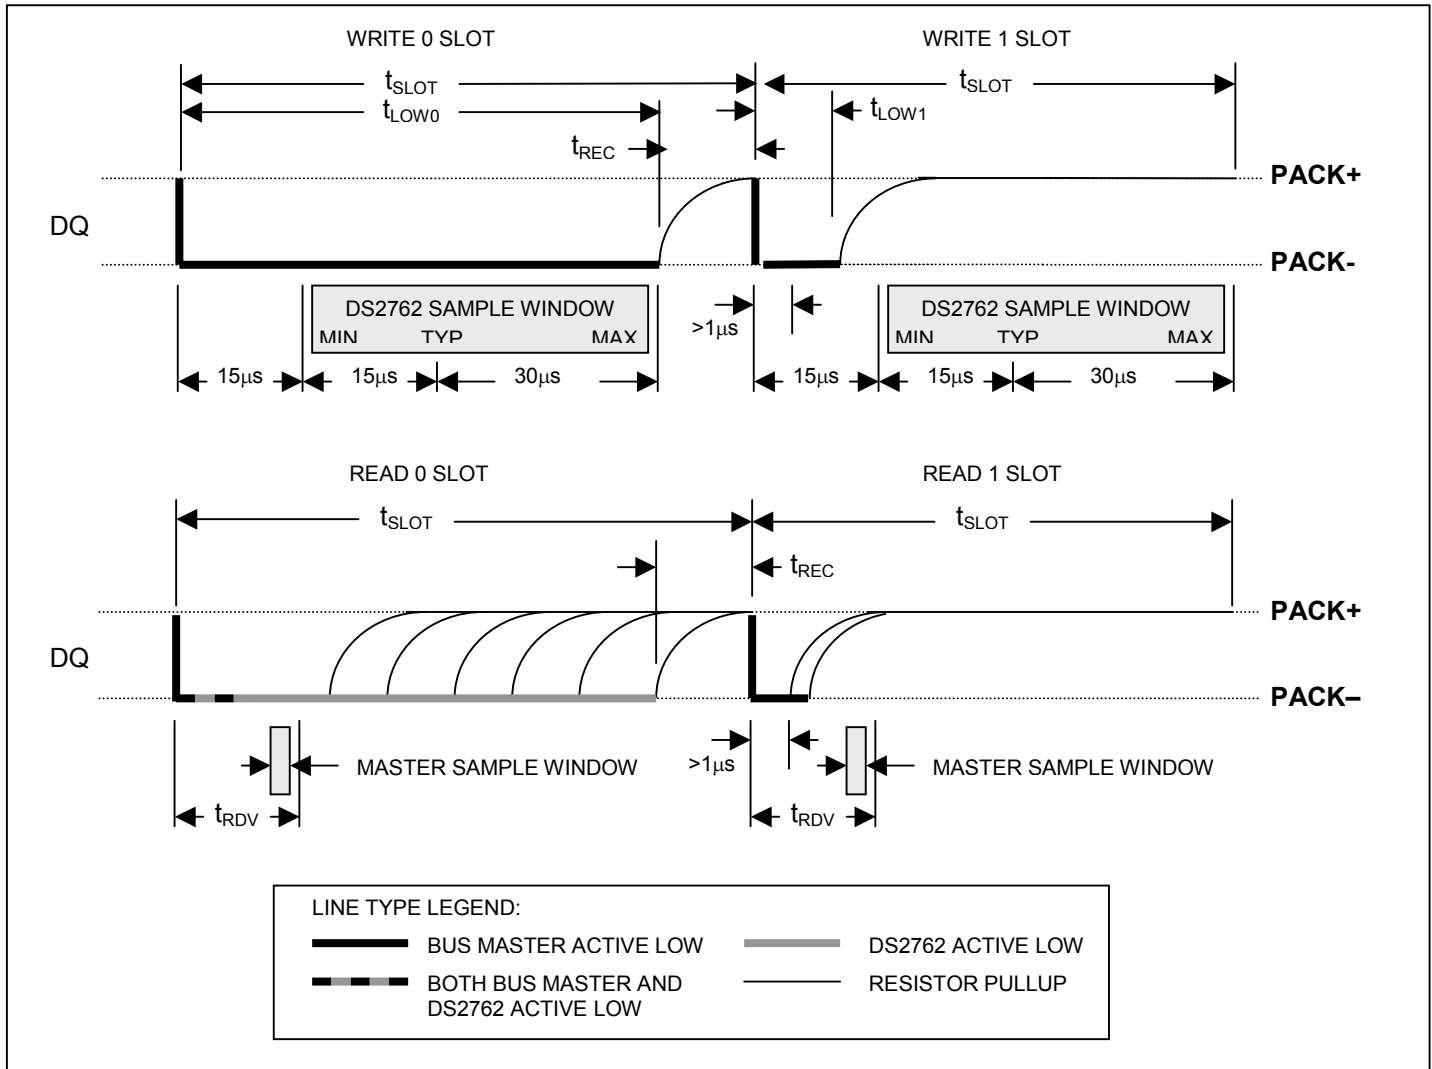 WRITE 0 SLOT
WRITE 1 SLOT
tSLOT
tSLOT
tLOW0
tLOW1
tREC
PACK+
DQ
PACK-
DS2762 SAMPLE WINDOW
MIN TYP MAX
>1μs
DS2762 SAMPLE WINDOW
MIN TYP MAX
15μs 15μs 30μs
15μs 15μs 30μs
READ 0 SLOT
READ 1 SLOT
tSLOT
tSLOT
tREC
PACK+
DQ
PACK–
>1μs
MASTER SAMPLE WINDOW
MASTER SAMPLE WINDOW
tRDV
tRDV
LINE TYPE LEGEND:
BUS MASTER ACTIVE LOW
DS2762 ACTIVE LOW
BOTH BUS MASTER AND
DS2762 ACTIVE LOW
RESISTOR PULLUP